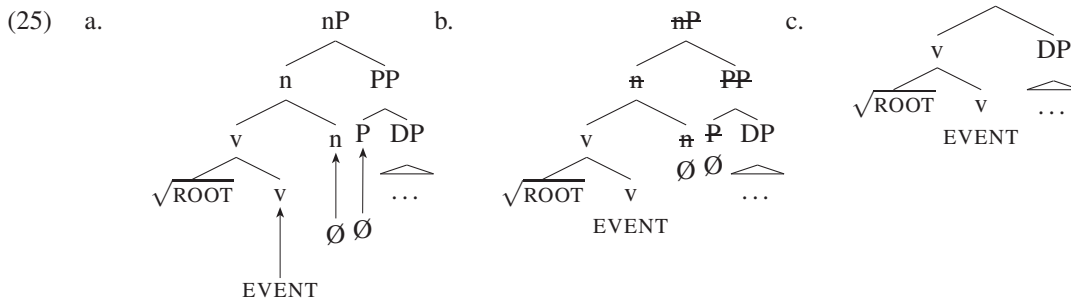 (25) a. nP b. nP c.
n PP n PP v DP
v n P DP v n P DP √ROOT v ...
√ROOT v ... √ROOT v Ø Ø ... EVENT
Ø Ø EVENT
EVENT